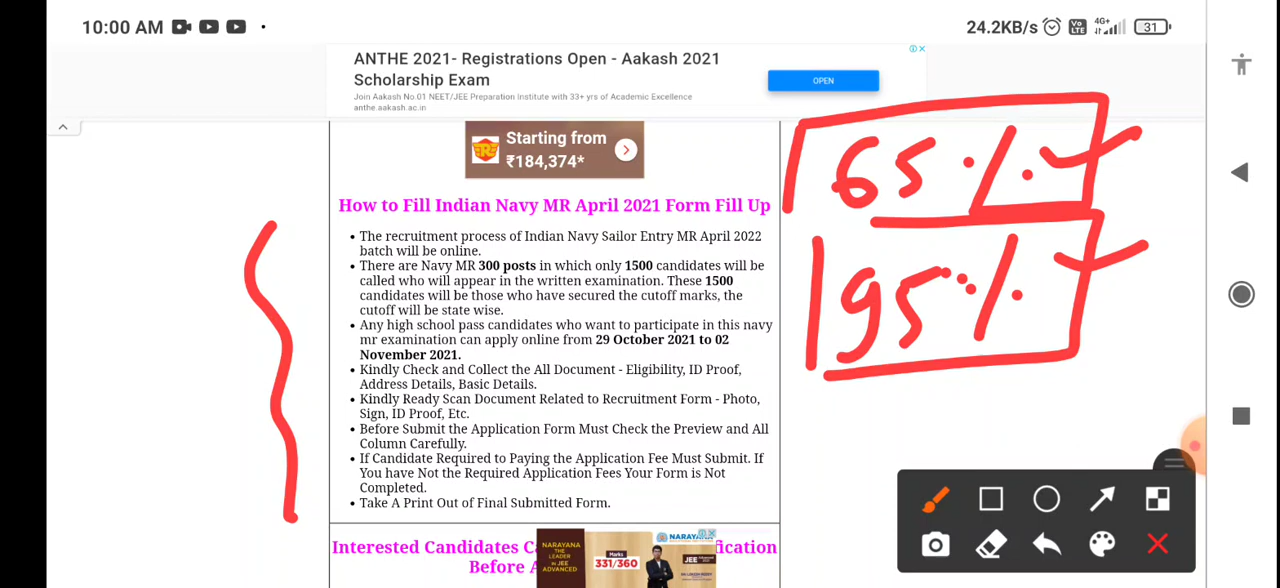 10:00 AM
24.2KB/s Vo LTE 4G+ 31
ANTHE 2021- Registrations Open - Aakash 2021
Scholarship Exam
Join Aakash No.01 NEET/JEE Preparation Institute with 33+ yrs of Academic Excellence
anthe.aakash.ac.in
OPEN
Starting from
₹184,374*
65%
95%
How to Fill Indian Navy MR April 2021 Form Fill Up
• The recruitment process of Indian Navy Sailor Entry MR April 2022
batch will be online.
• There are Navy MR 300 posts in which only 1500 candidates will be
called who will appear in the written examination. These 1500
candidates will be those who have secured the cutoff marks, the
cutoff will be state wise.
• Any high school pass candidates who want to participate in this navy
mr examination can apply online from 29 October 2021 to 02
November 2021.
• Kindly Check and Collect the All Document - Eligibility, ID Proof,
Address Details, Basic Details.
• Kindly Ready Scan Document Related to Recruitment Form - Photo,
Sign, ID Proof, Etc.
• Before Submit the Application Form Must Check the Preview and All
Column Carefully.
• If Candidate Required to Paying the Application Fee Must Submit. If
You have Not the Required Application Fees Your Form is Not
Completed.
• Take A Print Out of Final Submitted Form.
Interested Candidates C fication
Before A
NARAYANA
THE
LEADER
IN JEE
ADVANCED
Marks
331/360
JEE